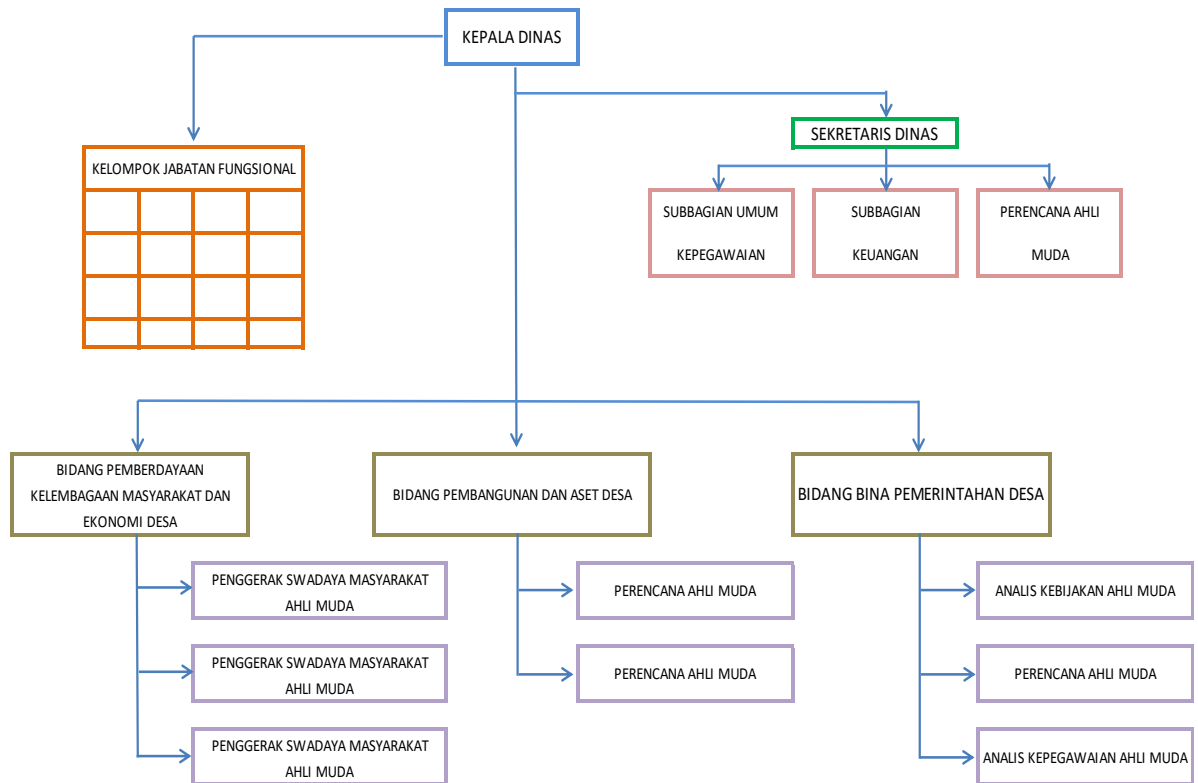 KEPALA DINAS
SEKRETARIS DINAS
KELOMPOK JABATAN FUNGSIONAL
SUBBAGIAN UMUM
KEPEGAWAIAN
SUBBAGIAN
KEUANGAN
PERENCANA AHLI
MUDA
BIDANG PEMBERDAYAAN
KELEMBAGAAN MASYARAKAT DAN
EKONOMI DESA
BIDANG PEMBANGUNAN DAN ASET DESA
BIDANG BINA PEMERINTAHAN DESA
PENGGERAK SWADAYA MASYARAKAT
AHLI MUDA
PERENCANA AHLI MUDA
ANALIS KEBIJAKAN AHLI MUDA
PENGGERAK SWADAYA MASYARAKAT
AHLI MUDA
PERENCANA AHLI MUDA
PERENCANA AHLI MUDA
PENGGERAK SWADAYA MASYARAKAT
AHLI MUDA
ANALIS KEPEGAWAIAN AHLI MUDA